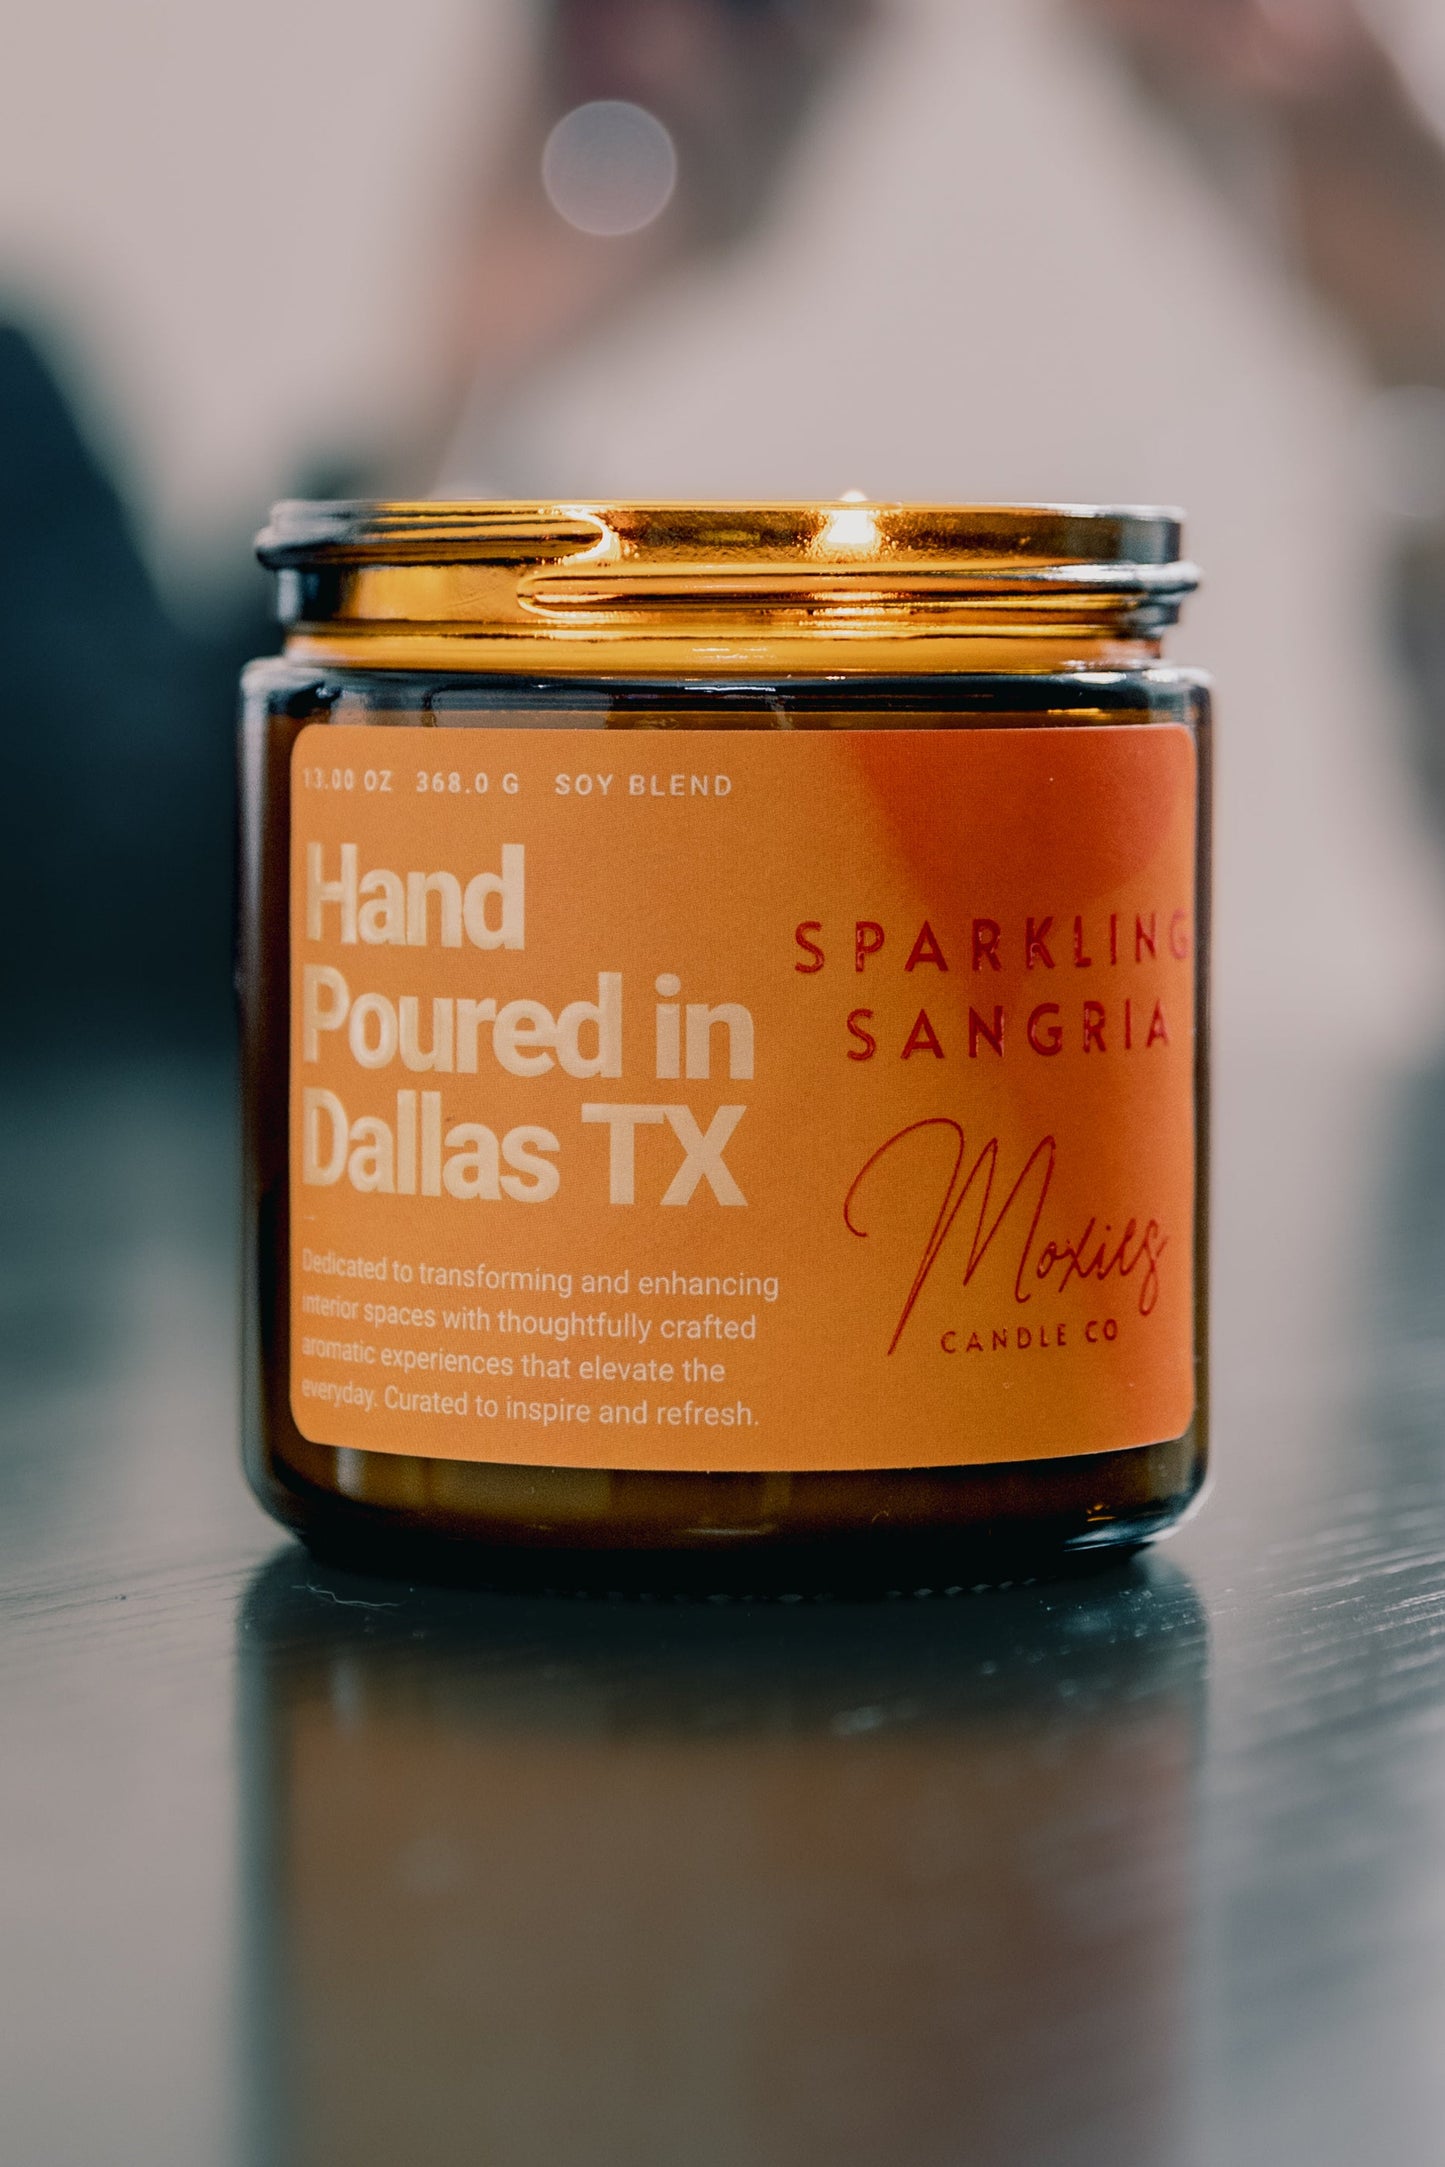 13.00 OZ 368.0 G SOY BLEND
Hand
Poured in
Dallas TX
Dedicated to transforming and enhancing
interior spaces with thoughtfully crafted
aromatic experiences that elevate the
everyday. Curated to inspire and refresh.
SPARKLING
SANGRIA
Moxies
CANDLE CO